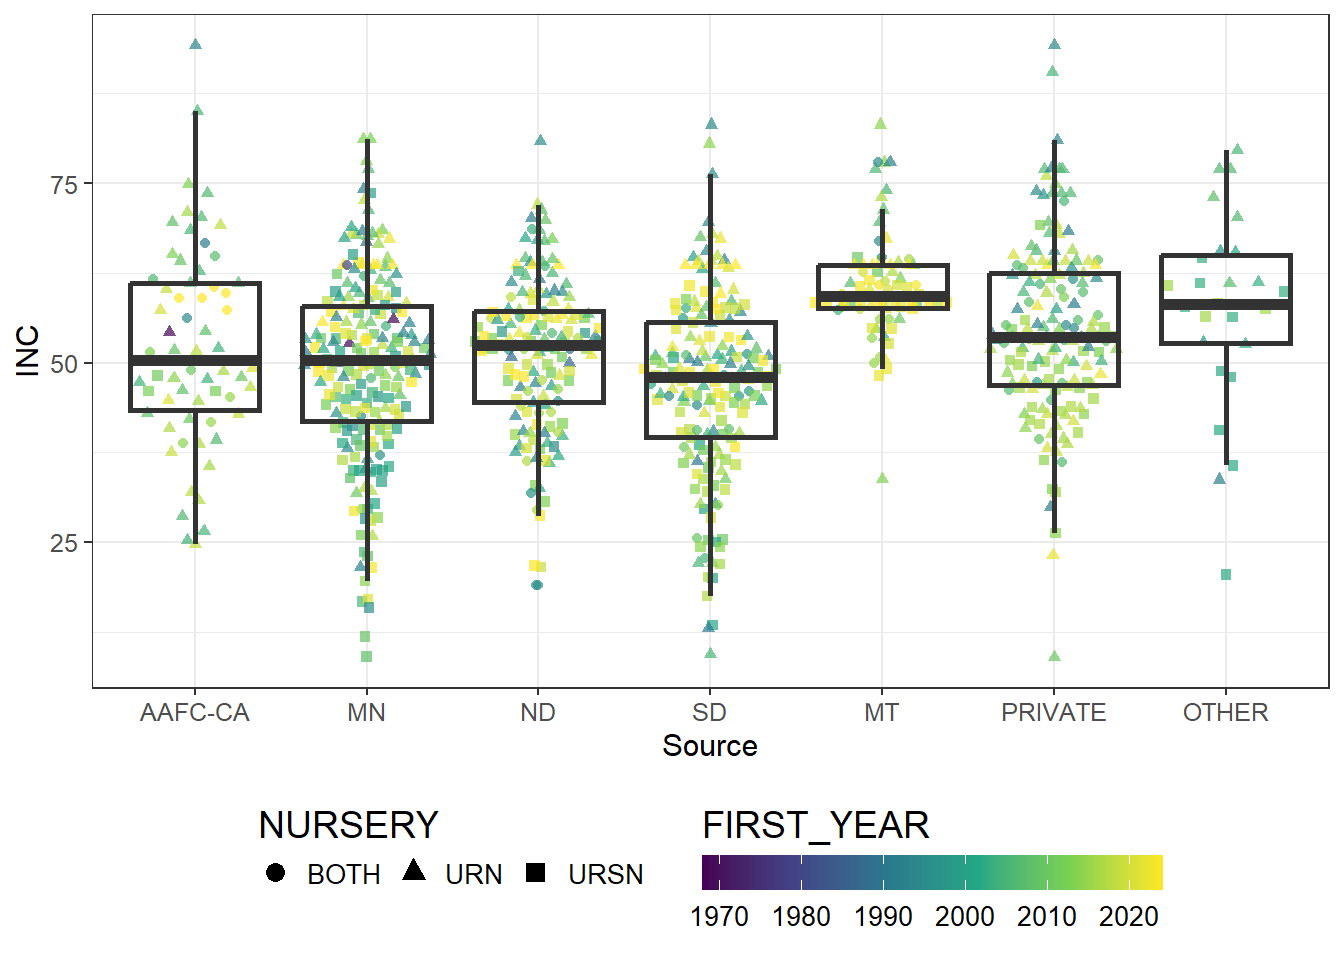 INC
75
50
25
AAFC-CA MN ND SD MT PRIVATE OTHER
Source
NURSERY
BOTH URN URSN
FIRST_YEAR
1970 1980 1990 2000 2010 2020